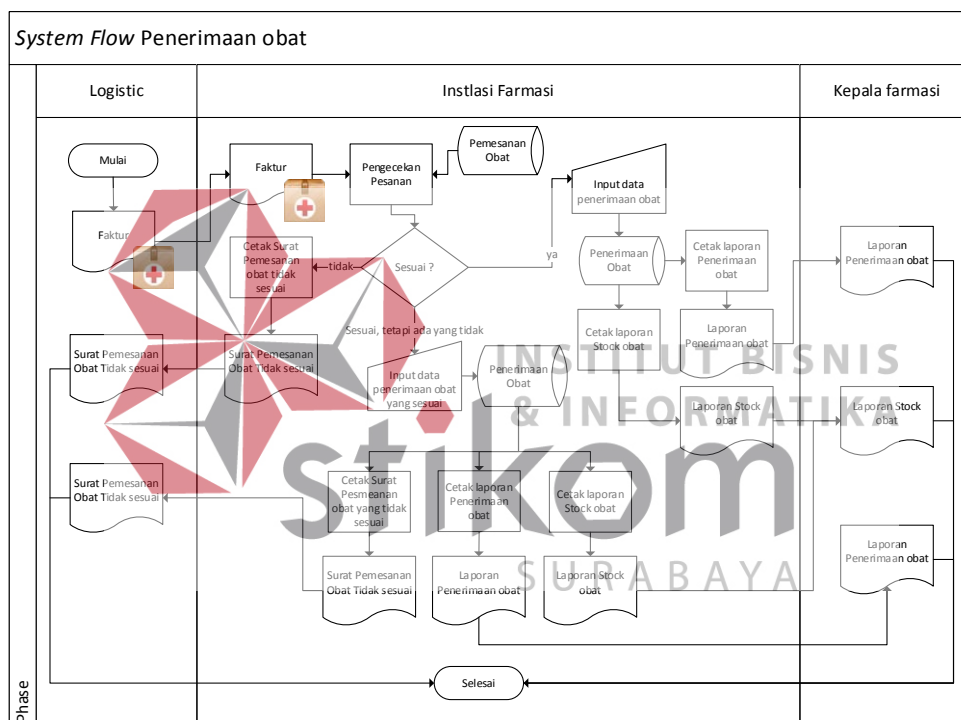 System Flow Penerimaan obat
Logistic
Instlasi Farmasi
Kepala farmasi
Mulai
Faktur
Faktur
Pengecekan
Pesanan
Pemesanan
Obat
Input data
penerimaan obat
Cetak Surat
Pemesanan
obat tidak
sesuai
tidak
Sesuai ?
ya
Penerimaan
Obat
Cetak laporan
Penerimaan
obat
Laporan
Penerimaan obat
Sesuai, tetapi ada yang tidak
Cetak laporan
Stock obat
Laporan
Penerimaan obat
Surat Pemesanan
Obat Tidak sesuai
Surat Pemesanan
Obat Tidak sesuai
Input data
penerimaan obat
yang sesuai
Penerimaan
Obat
INSTITUT BISNIS
& INFORMATIKA
Laporan Stock
obat
Laporan Stock
obat
stikom
SURABAYA
Surat Pemesanan
Obat Tidak sesuai
Cetak Surat
Pesmeanan
obat yang tidak
sesuai
Cetak laporan
Penerimaan
obat
Cetak laporan
Stock obat
Laporan
Penerimaan obat
Surat Pemesanan
Obat Tidak sesuai
Laporan
Penerimaan obat
Laporan Stock
obat
Selesai
Phase